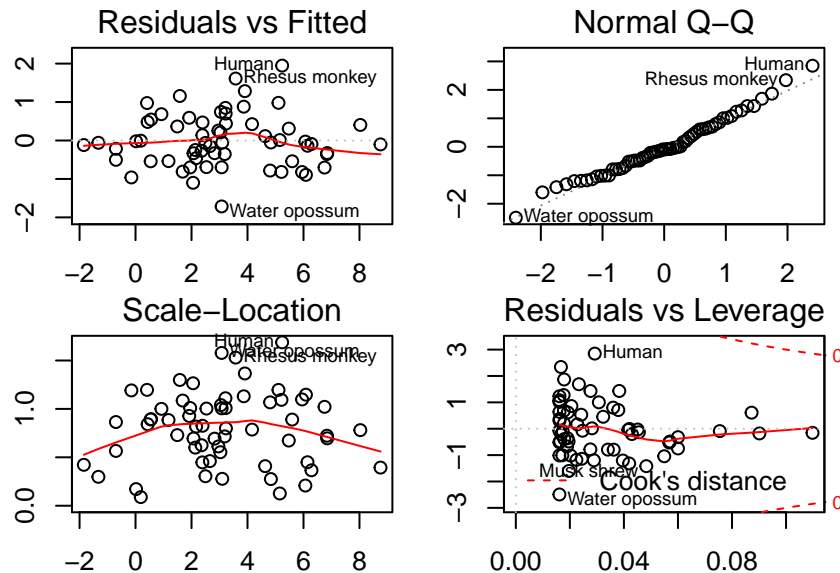 Residuals vs Fitted
2
1
0
−2
Human
Rhesus monkey
Water opossum
−2 0 2 4 6 8
Normal Q−Q
2
0
−2
Human
Rhesus monkey
Water opossum
−2 −1 0 1 2
Scale−Location
1.0
0.0
Human
Water opossum
Rhesus monkey
−2 0 2 4 6 8
Residuals vs Leverage
3
1
−1
−3
Human
Musk shrew
Cook's distance
Water opossum
0
0
0.00 0.04 0.08